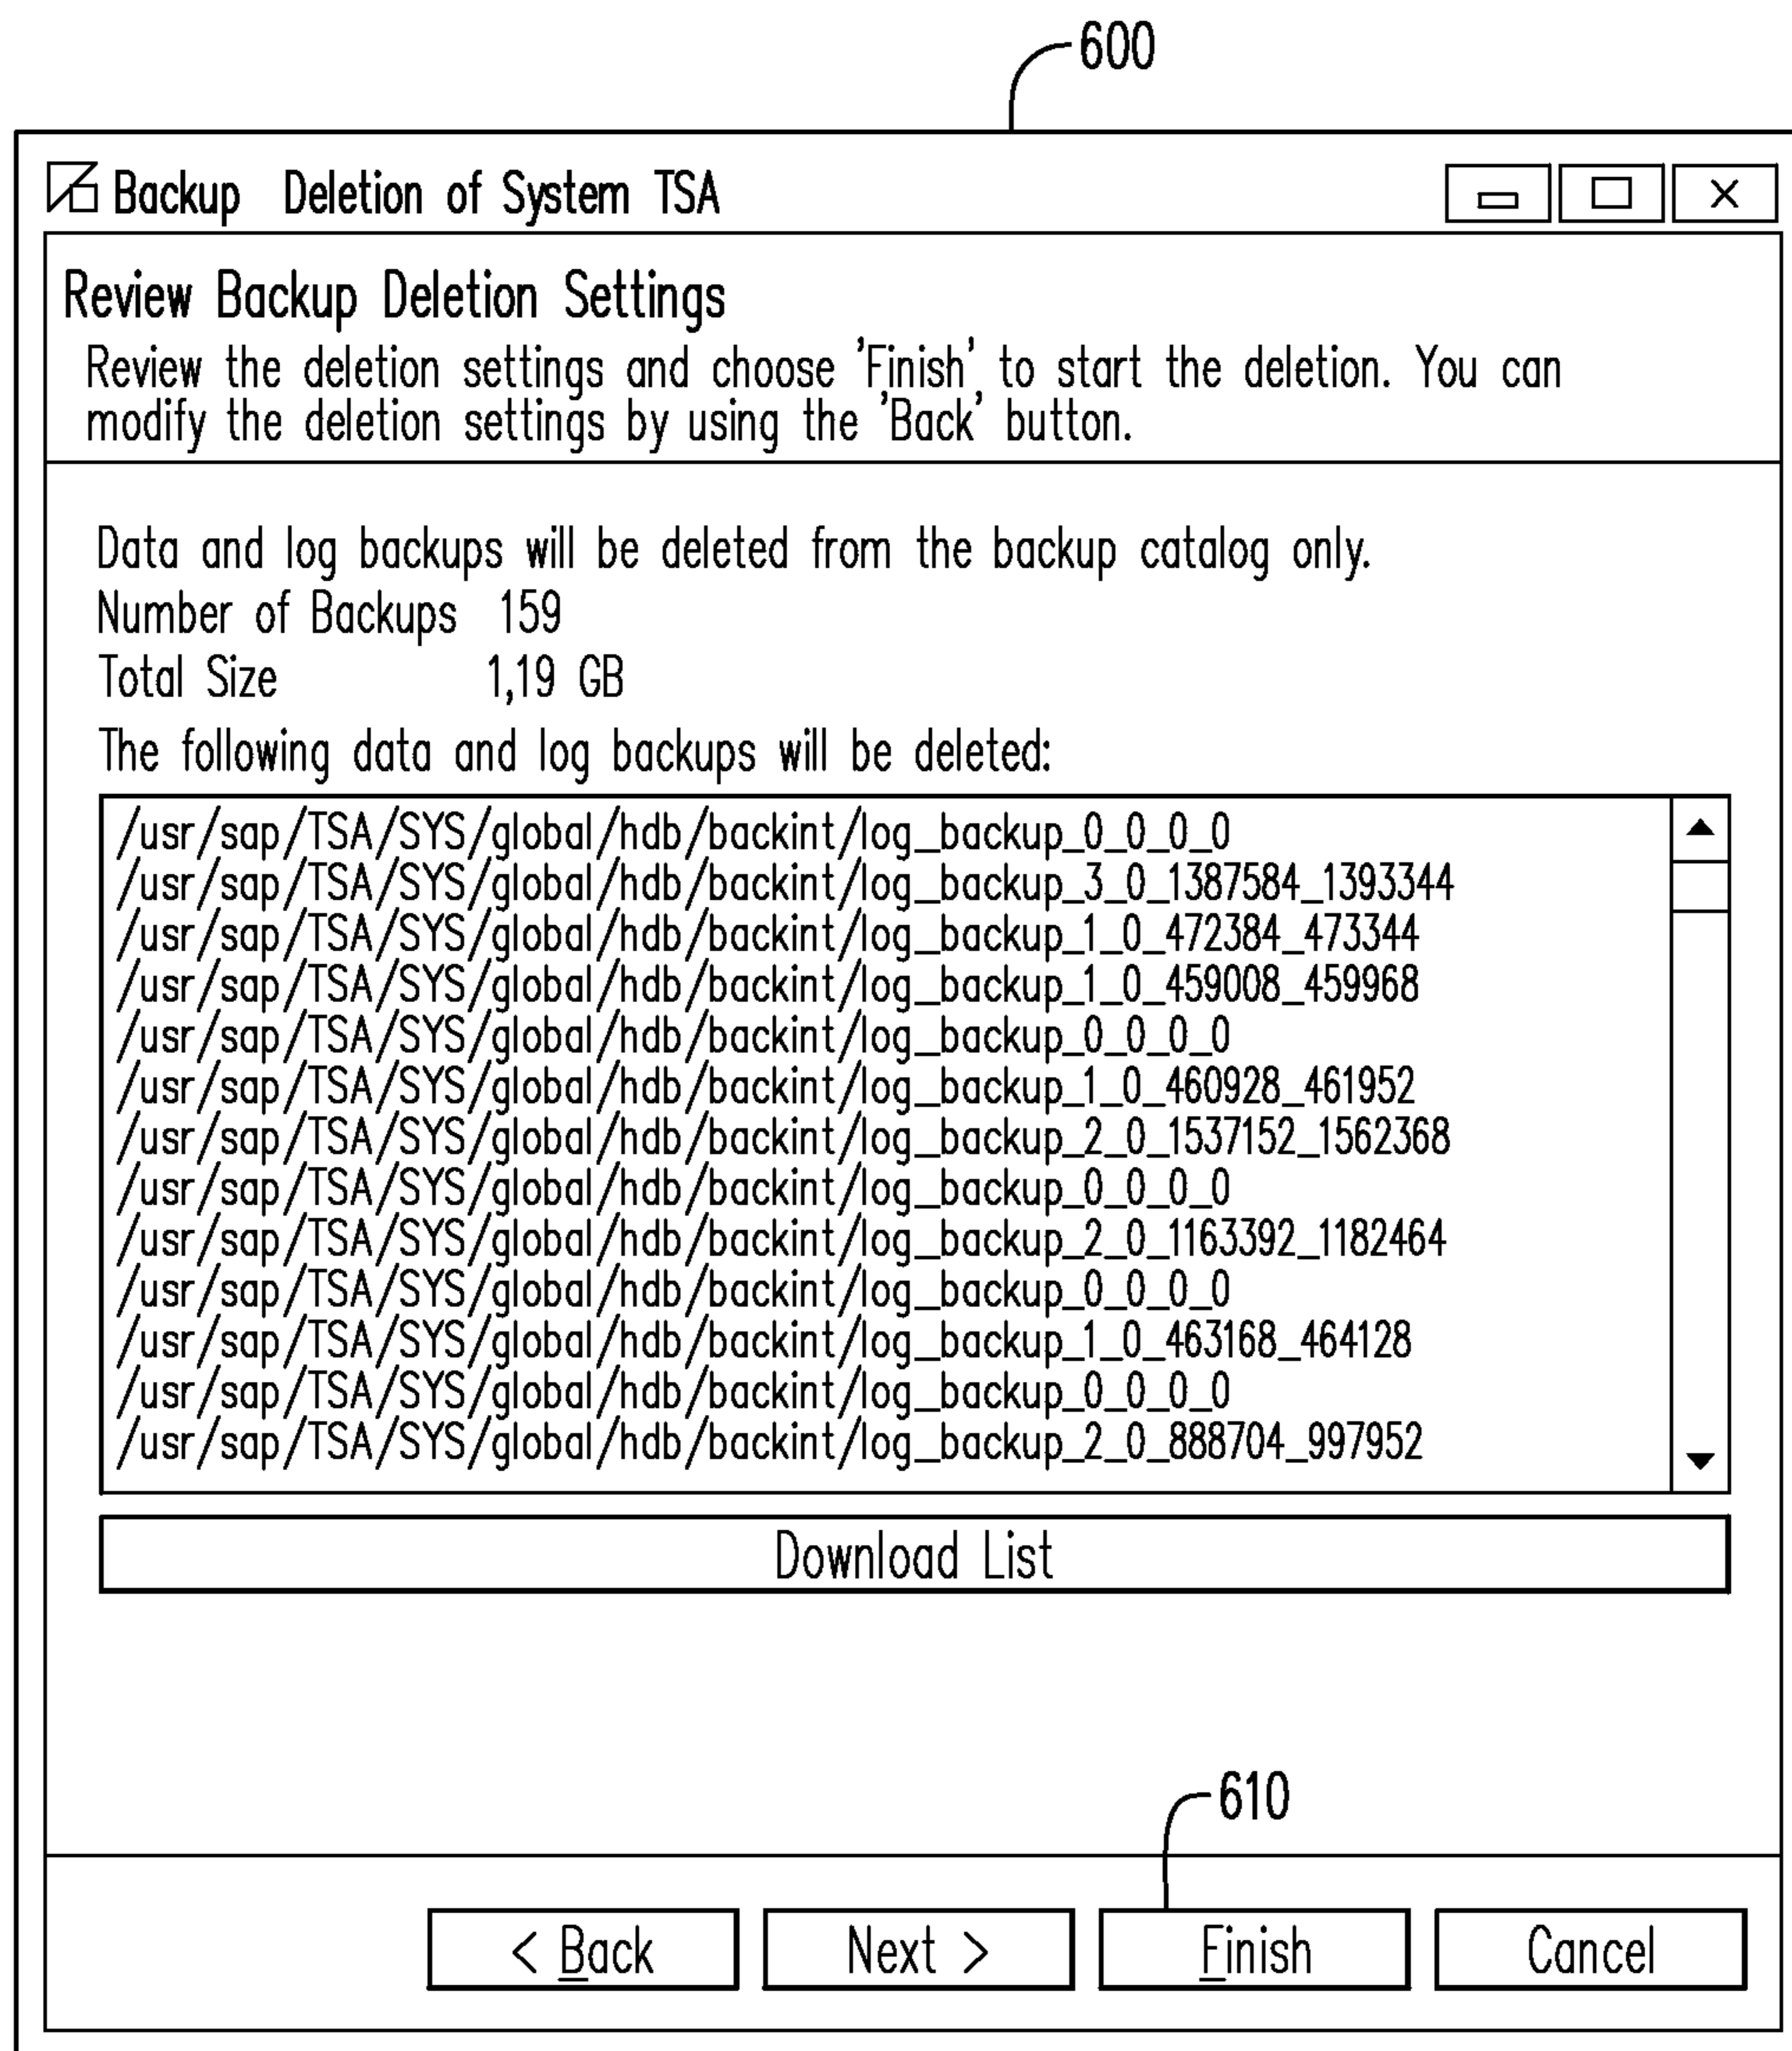 600
Backup Deletion of System TSA
Review Backup Deletion Settings
Review the deletion settings and choose 'Finish' to start the deletion. You can
modify the deletion settings by using the 'Back' button.
Data and log backups will be deleted from the backup catalog only.
Number of Backups 159
Total Size 1,19 GB
The following data and log backups will be deleted:
/usr/sap/TSA/SYS/global/hdb/backint/log_backup_0_0_0_0
/usr/sap/TSA/SYS/global/hdb/backint/log_backup_3_0_1387584_1393344
/usr/sap/TSA/SYS/global/hdb/backint/log_backup_1_0_472384_473344
/usr/sap/TSA/SYS/global/hdb/backint/log_backup_1_0_459008_459968
/usr/sap/TSA/SYS/global/hdb/backint/log_backup_0_0_0_0
/usr/sap/TSA/SYS/global/hdb/backint/log_backup_1_0_460928_461952
/usr/sap/TSA/SYS/global/hdb/backint/log_backup_2_0_1537152_1562368
/usr/sap/TSA/SYS/global/hdb/backint/log_backup_0_0_0_0
/usr/sap/TSA/SYS/global/hdb/backint/log_backup_2_0_1163392_1182464
/usr/sap/TSA/SYS/global/hdb/backint/log_backup_0_0_0_0
/usr/sap/TSA/SYS/global/hdb/backint/log_backup_1_0_463168_464128
/usr/sap/TSA/SYS/global/hdb/backint/log_backup_0_0_0_0
/usr/sap/TSA/SYS/global/hdb/backint/log_backup_2_0_888704_997952
Download List
610
< Back Next > Finish Cancel